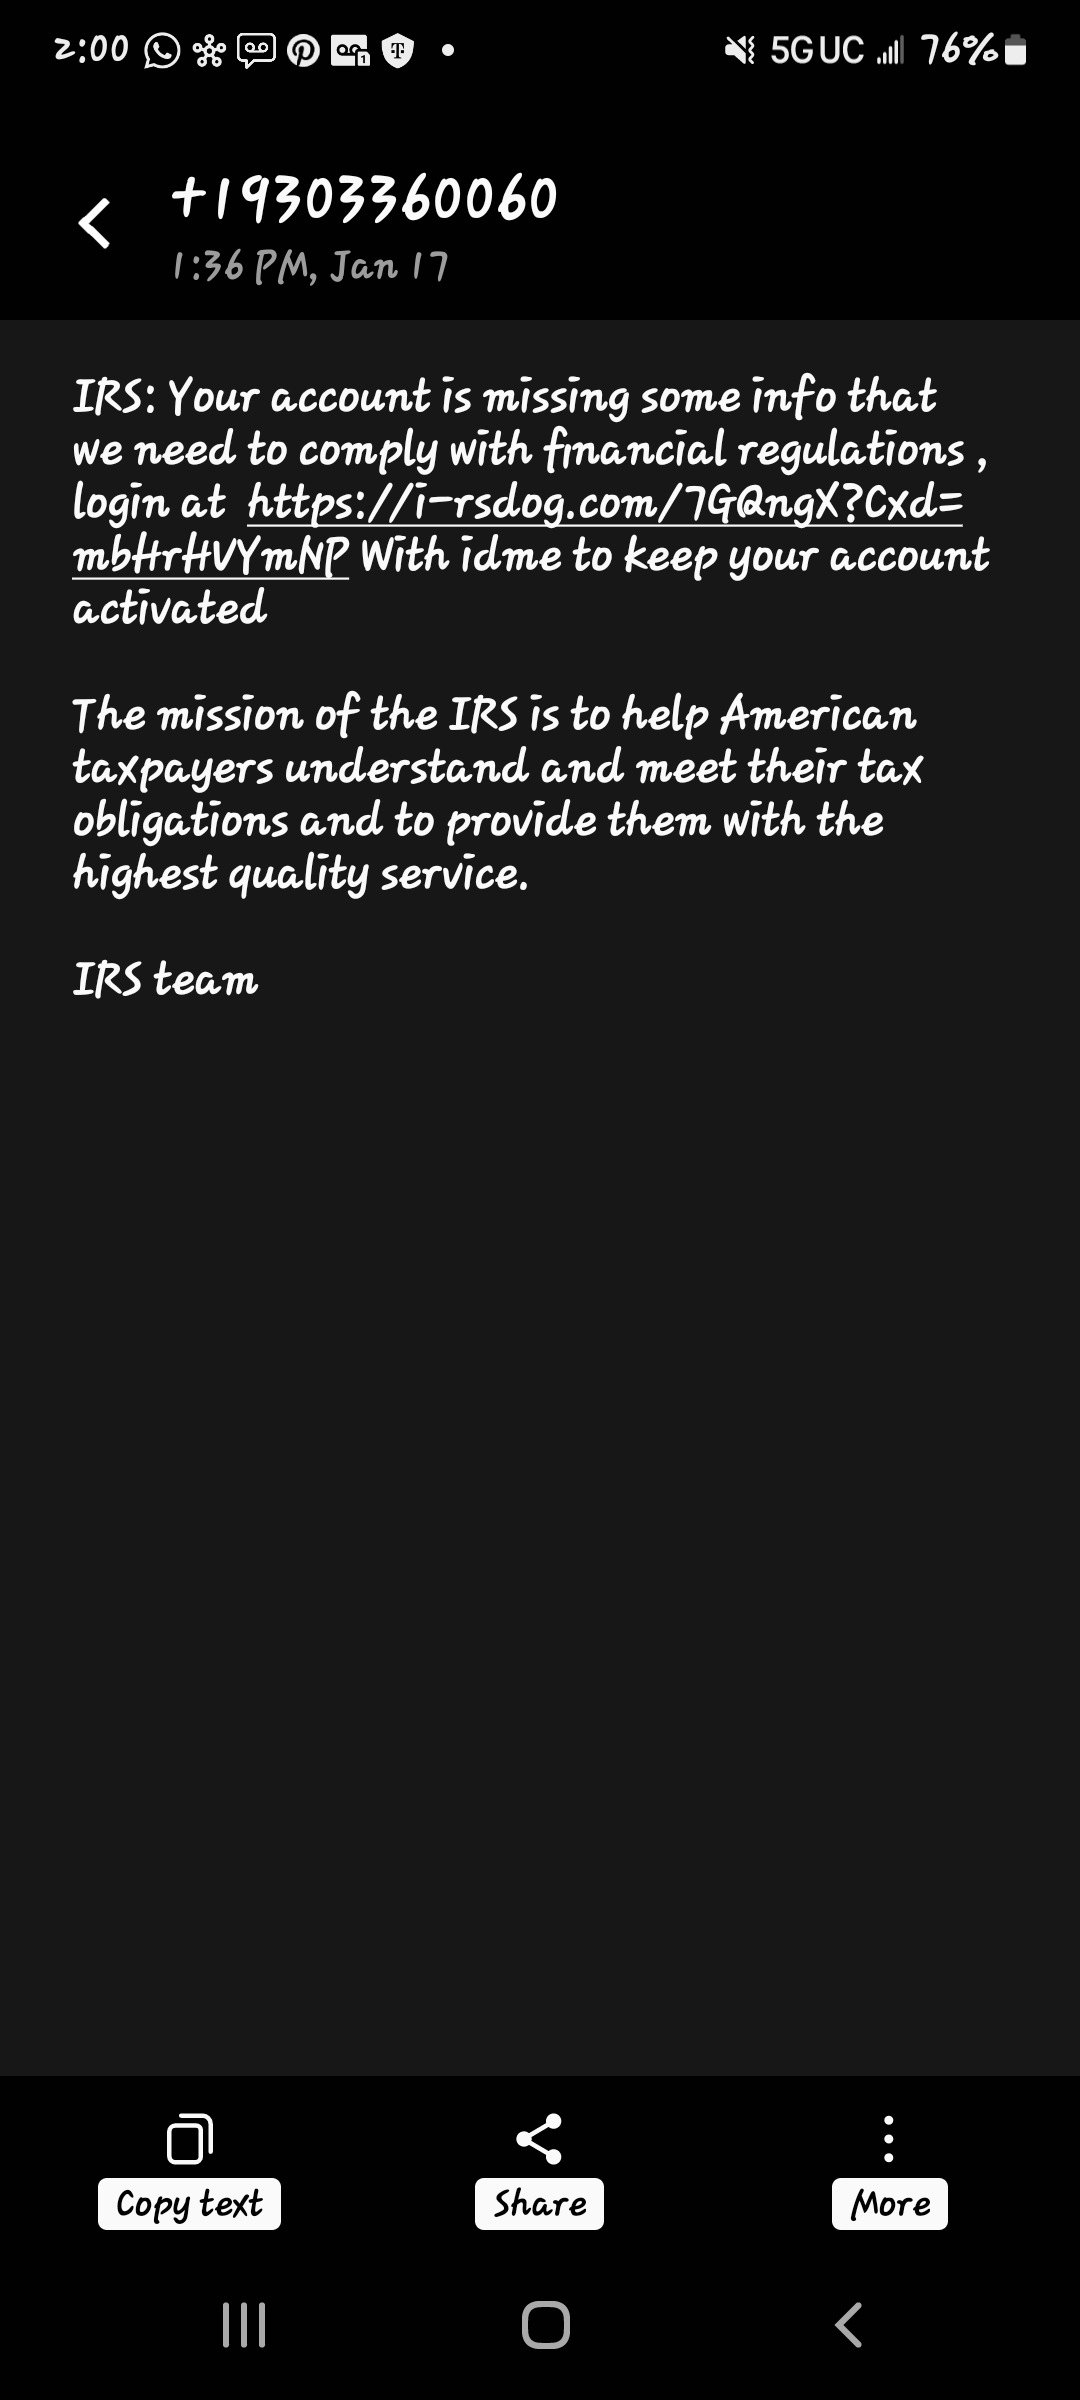 2:00 5G UC 76%
+19303360060
1:36 PM, Jan 17
IRS: Your account is missing some info that
we need to comply with financial regulations ,
login at  https://i-rsdog.com/7GQngX?Cxd=
mbHrHVYmNP With idme to keep your account
activated
The mission of the IRS is to help American
taxpayers understand and meet their tax
obligations and to provide them with the
highest quality service.
IRS team
Copy text Share More